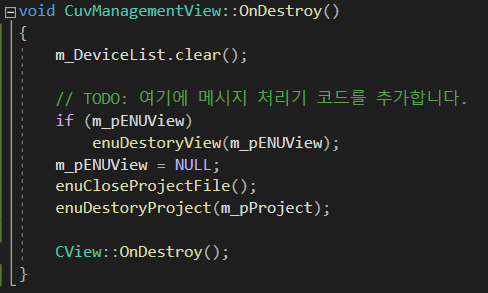 void CuvManagementView::OnDestroy()
{
m_DeviceList.clear();
// TODO: 여기에 메시지 처리기 코드를 추가합니다.
if (m_pENUView)
enuDestoryView(m_pENUView);
m_pENUView = NULL;
enuCloseProjectFile();
enuDestoryProject(m_pProject);
CView::OnDestroy();
}